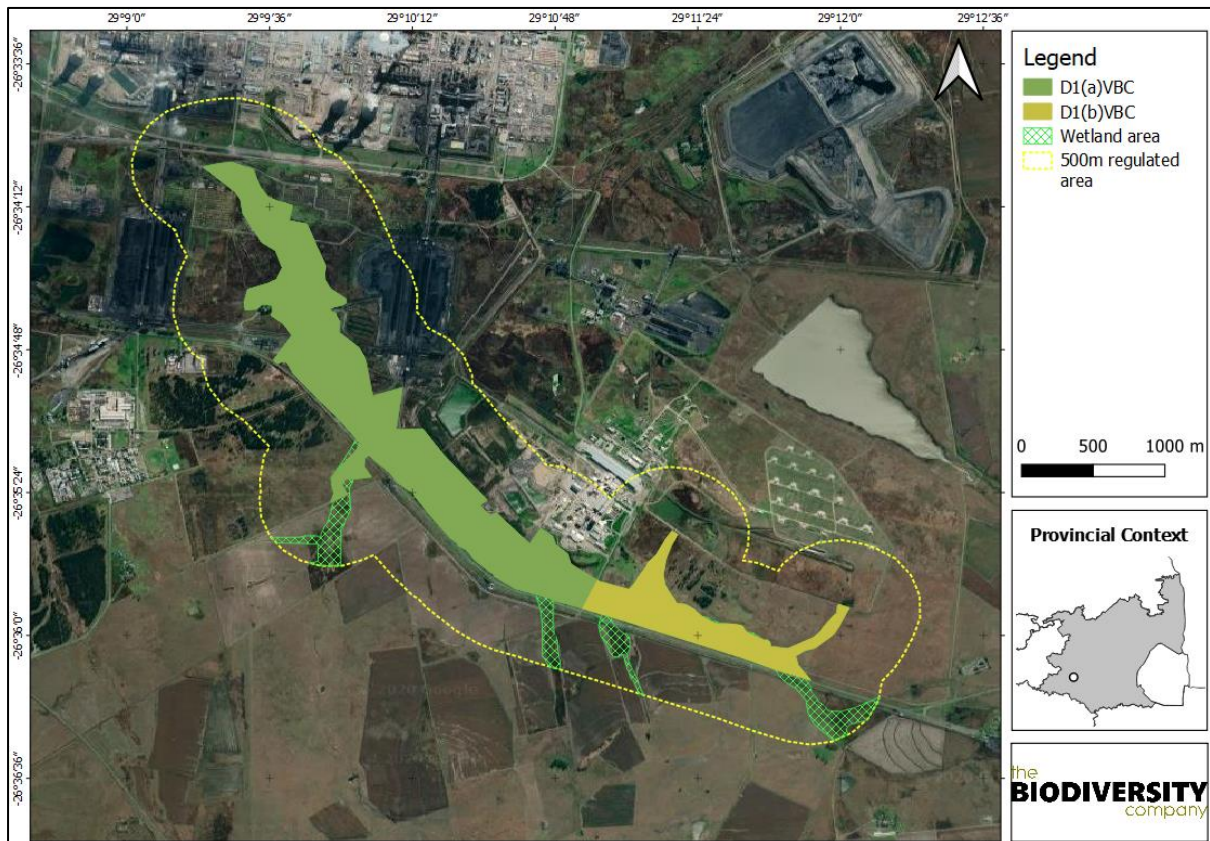 29°9′0″ 29°9′36″ 29°10′12″ 29°10′48″ 29°11′24″ 29°12′0″ 29°12′36″
-26°33′36″
-26°34′12″
-26°34′48″
-26°35′24″
-26°36′0″
-26°36′36″
Legend
D1(a)VBC
D1(b)VBC
Wetland area
500m regulated
area
0 500 1000 m
Provincial Context
the
BIODIVERSITY
company